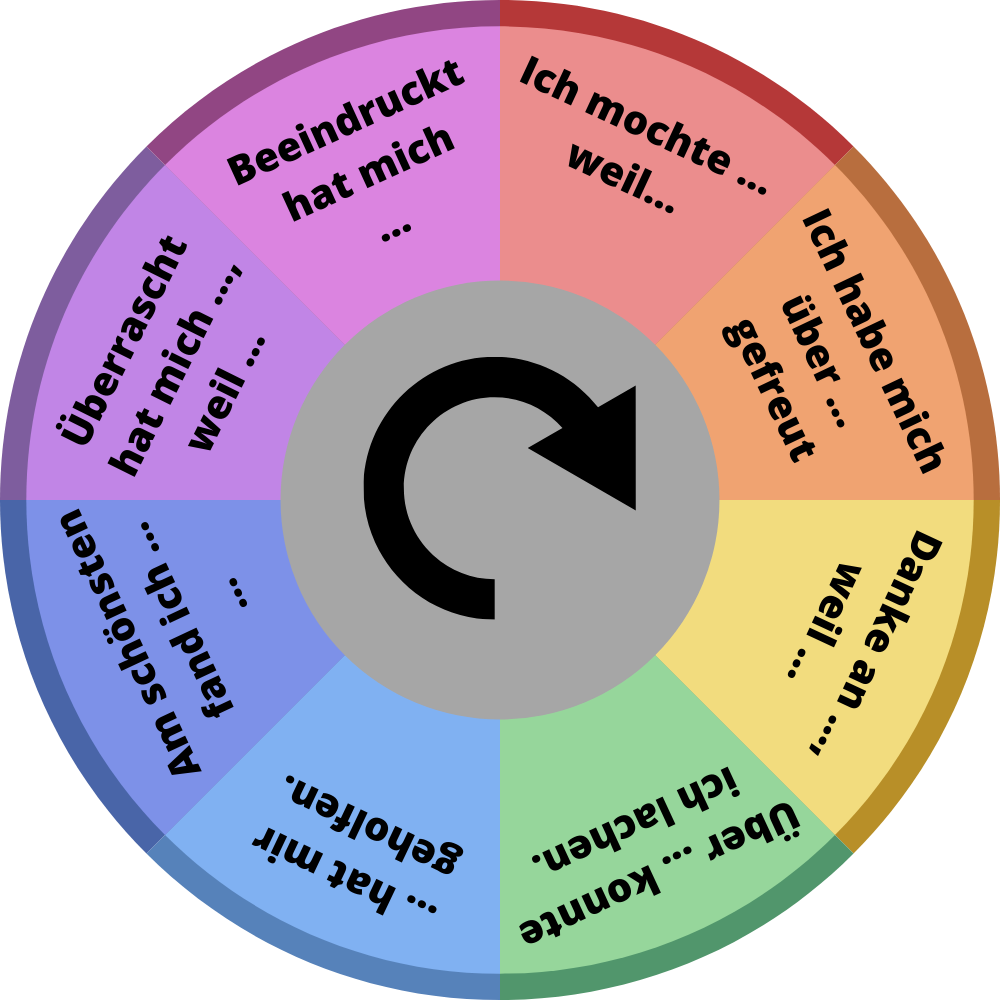 Ich mochte ...
weil...
Ich habe mich
über ...
gefreut
Danke an ...,
weil ...
Über ... konnte
ich lachen.
... hat mir
geholfen.
Am schönsten
fand ich ...
...
Überrascht
hat mich ...,
weil ...
Beeindruckt
hat mich
...